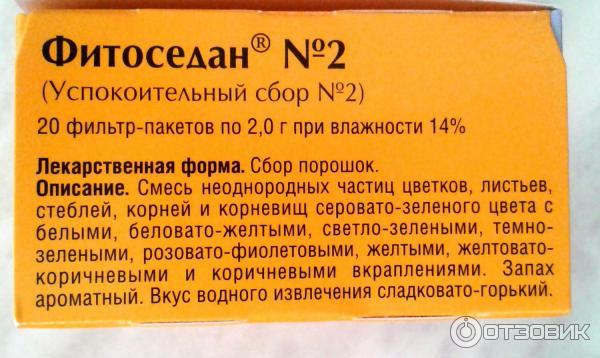 Фитоседан® №2
(Успокоительный сбор №2)
20 фильтр-пакетов по 2,0 г при влажности 14%
Лекарственная форма. Сбор порошок.
Описание. Смесь неоднородных частиц цветков, листьев,
стеблей, корней и корневищ серовато-зеленого цвета с
белыми, беловато-желтыми, светло-зелеными, темно-
зелеными, розовато-фиолетовыми, желтыми, желтовато-
коричневыми и коричневыми вкраплениями. Запах
ароматный. Вкус водного извлечения сладковато-горький.
ОТЗОВИК